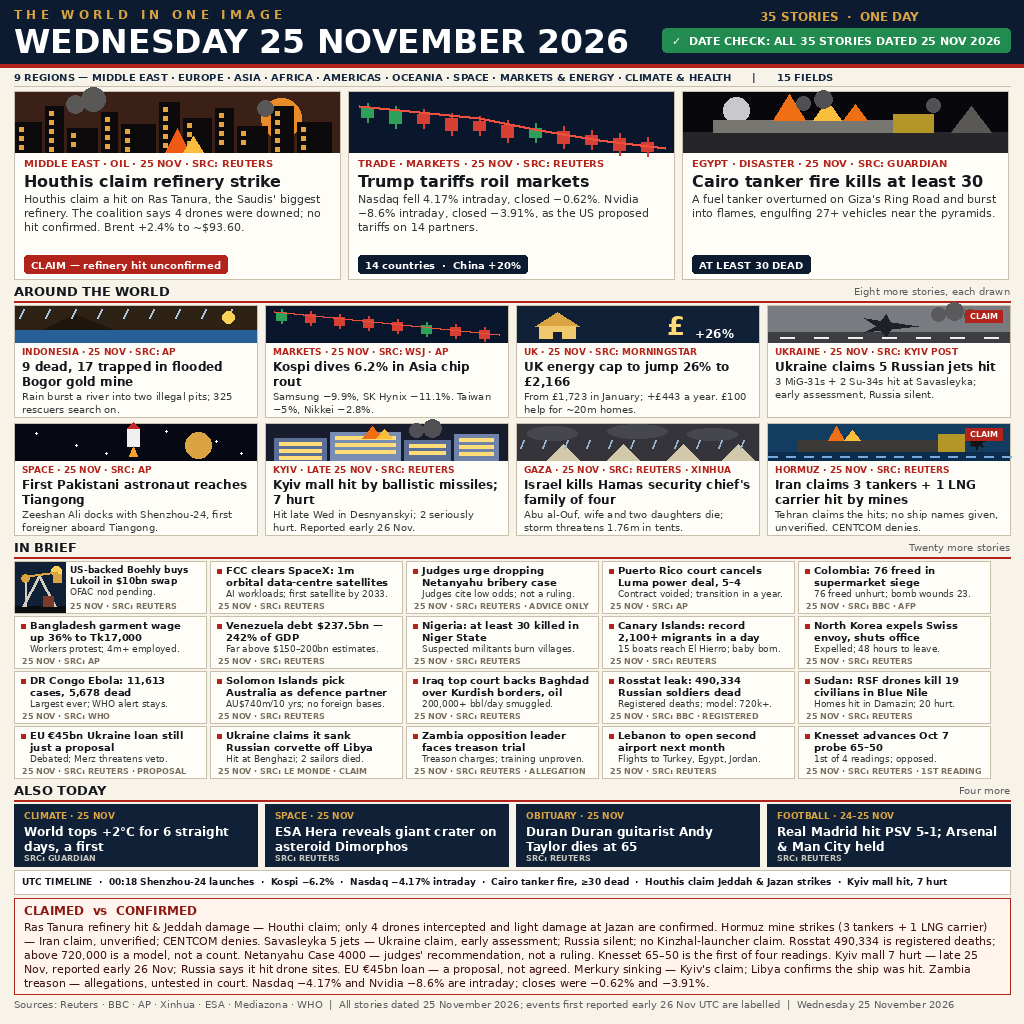 THE WORLD IN ONE IMAGE
WEDNESDAY 25 NOVEMBER 2026
35 STORIES · ONE DAY
✓ DATE CHECK: ALL 35 STORIES DATED 25 NOV 2026
9 REGIONS — MIDDLE EAST · EUROPE · ASIA · AFRICA · AMERICAS · OCEANIA · SPACE · MARKETS & ENERGY · CLIMATE & HEALTH | 15 FIELDS
MIDDLE EAST · OIL · 25 NOV · SRC: REUTERS
Houthis claim refinery strike
Houthis claim a hit on Ras Tanura, the Saudis' biggest
refinery. The coalition says 4 drones were downed; no
hit confirmed. Brent +2.4% to ~$93.60.
CLAIM — refinery hit unconfirmed
TRADE · MARKETS · 25 NOV · SRC: REUTERS
Trump tariffs roil markets
Nasdaq fell 4.17% intraday, closed −0.62%. Nvidia
−8.6% intraday, closed −3.91%, as the US proposed
tariffs on 14 partners.
14 countries · China +20%
EGYPT · DISASTER · 25 NOV · SRC: GUARDIAN
Cairo tanker fire kills at least 30
A fuel tanker overturned on Giza's Ring Road and burst
into flames, engulfing 27+ vehicles near the pyramids.
AT LEAST 30 DEAD
AROUND THE WORLD
Eight more stories, each drawn
INDONESIA · 25 NOV · SRC: AP
9 dead, 17 trapped in flooded
Bogor gold mine
Rain burst a river into two illegal pits; 325
rescuers search on.
MARKETS · 25 NOV · SRC: WSJ · AP
Kospi dives 6.2% in Asia chip
rout
Samsung −9.9%, SK Hynix −11.1%. Taiwan
−5%, Nikkei −2.8%.
£ +26%
UK · 25 NOV · SRC: MORNINGSTAR
UK energy cap to jump 26% to
£2,166
From £1,723 in January; +£443 a year. £100
help for ~20m homes.
CLAIM
UKRAINE · 25 NOV · SRC: KYIV POST
Ukraine claims 5 Russian jets hit
3 MiG-31s + 2 Su-34s hit at Savasleyka;
early assessment, Russia silent.
SPACE · 25 NOV · SRC: AP
First Pakistani astronaut reaches
Tiangong
Zeeshan Ali docks with Shenzhou-24, first
foreigner aboard Tiangong.
KYIV · LATE 25 NOV · SRC: REUTERS
Kyiv mall hit by ballistic missiles;
7 hurt
Hit late Wed in Desnyanskyi; 2 seriously
hurt. Reported early 26 Nov.
GAZA · 25 NOV · SRC: REUTERS · XINHUA
Israel kills Hamas security chief's
family of four
Abu al-Ouf, wife and two daughters die;
storm threatens 1.76m in tents.
CLAIM
HORMUZ · 25 NOV · SRC: REUTERS
Iran claims 3 tankers + 1 LNG
carrier hit by mines
Tehran claims the hits; no ship names given,
unverified. CENTCOM denies.
IN BRIEF
Twenty more stories
US-backed Boehly buys
Lukoil in $10bn swap
OFAC nod pending.
25 NOV · SRC: REUTERS
FCC clears SpaceX: 1m
orbital data-centre satellites
AI workloads; first satellite by 2033.
25 NOV · SRC: REUTERS
Judges urge dropping
Netanyahu bribery case
Judges cite low odds; not a ruling.
25 NOV · SRC: REUTERS · ADVICE ONLY
Puerto Rico court cancels
Luma power deal, 5–4
Contract voided; transition in a year.
25 NOV · SRC: AP
Colombia: 76 freed in
supermarket siege
76 freed unhurt; bomb wounds 23.
25 NOV · SRC: BBC · AFP
Bangladesh garment wage
up 36% to Tk17,000
Workers protest; 4m+ employed.
25 NOV · SRC: AP
Venezuela debt $237.5bn —
242% of GDP
Far above $150–200bn estimates.
25 NOV · SRC: REUTERS
Nigeria: at least 30 killed in
Niger State
Suspected militants burn villages.
25 NOV · SRC: REUTERS
Canary Islands: record
2,100+ migrants in a day
15 boats reach El Hierro; baby born.
25 NOV · SRC: REUTERS
North Korea expels Swiss
envoy, shuts office
Expelled; 48 hours to leave.
25 NOV · SRC: REUTERS
DR Congo Ebola: 11,613
cases, 5,678 dead
Largest ever; WHO alert stays.
25 NOV · SRC: WHO
Solomon Islands pick
Australia as defence partner
AU$740m/10 yrs; no foreign bases.
25 NOV · SRC: REUTERS
Iraq top court backs Baghdad
over Kurdish borders, oil
200,000+ bbl/day smuggled.
25 NOV · SRC: REUTERS
Rosstat leak: 490,334
Russian soldiers dead
Registered deaths; model: 720k+.
25 NOV · SRC: BBC · REGISTERED
Sudan: RSF drones kill 19
civilians in Blue Nile
Homes hit in Damazin; 20 hurt.
25 NOV · SRC: REUTERS
EU €45bn Ukraine loan still
just a proposal
Debated; Merz threatens veto.
25 NOV · SRC: REUTERS · PROPOSAL
Ukraine claims it sank
Russian corvette off Libya
Hit at Benghazi; 2 sailors died.
25 NOV · SRC: LE MONDE · CLAIM
Zambia opposition leader
faces treason trial
Treason charges; training unproven.
25 NOV · SRC: REUTERS · ALLEGATION
Lebanon to open second
airport next month
Flights to Turkey, Egypt, Jordan.
25 NOV · SRC: REUTERS
Knesset advances Oct 7
probe 65–50
1st of 4 readings; opposed.
25 NOV · SRC: REUTERS · 1ST READING
ALSO TODAY
Four more
CLIMATE · 25 NOV
World tops +2°C for 6 straight
days, a first
SRC: GUARDIAN
SPACE · 25 NOV
ESA Hera reveals giant crater on
asteroid Dimorphos
SRC: REUTERS
OBITUARY · 25 NOV
Duran Duran guitarist Andy
Taylor dies at 65
SRC: REUTERS
FOOTBALL · 24–25 NOV
Real Madrid hit PSV 5-1; Arsenal
& Man City held
SRC: REUTERS
UTC TIMELINE · 00:18 Shenzhou-24 launches · Kospi −6.2% · Nasdaq −4.17% intraday · Cairo tanker fire, ≥30 dead · Houthis claim Jeddah & Jazan strikes · Kyiv mall hit, 7 hurt
CLAIMED vs CONFIRMED
Ras Tanura refinery hit & Jeddah damage — Houthi claim; only 4 drones intercepted and light damage at Jazan are confirmed. Hormuz mine strikes (3 tankers + 1 LNG carrier)
— Iran claim, unverified; CENTCOM denies. Savasleyka 5 jets — Ukraine claim, early assessment; Russia silent; no Kinzhal-launcher claim. Rosstat 490,334 is registered deaths;
above 720,000 is a model, not a count. Netanyahu Case 4000 — judges' recommendation, not a ruling. Knesset 65–50 is the first of four readings. Kyiv mall 7 hurt — late 25
Nov, reported early 26 Nov; Russia says it hit drone sites. EU €45bn loan — a proposal, not agreed. Merkury sinking — Kyiv's claim; Libya confirms the ship was hit. Zambia
treason — allegations, untested in court. Nasdaq −4.17% and Nvidia −8.6% are intraday; closes were −0.62% and −3.91%.
Sources: Reuters · BBC · AP · Xinhua · ESA · Mediazona · WHO | All stories dated 25 November 2026; events first reported early 26 Nov UTC are labelled | Wednesday 25 November 2026